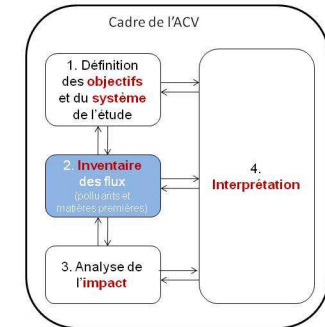 Cadre de l'ACV
1. Définition
des objectifs
et du système
de l'étude
2. Inventaire
des flux
(polluants et
matières premières)
4.
Interprétation
3. Analyse de
l'impact